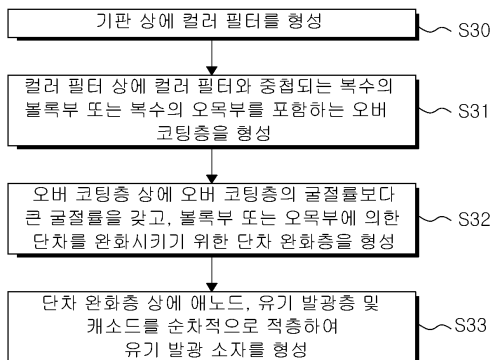 기판 상에 컬러 필터를 형성
S30
컬러 필터 상에 컬러 필터와 중첩되는 복수의
볼록부 또는 복수의 오목부를 포함하는 오버
코팅층을 형성
S31
오버 코팅층 상에 오버 코팅층의 굴절률보다
큰 굴절률을 갖고, 볼록부 또는 오목부에 의한
단차를 완화시키기 위한 단차 완화층을 형성
S32
단차 완화층 상에 애노드, 유기 발광층 및
캐소드를 순차적으로 적층하여
유기 발광 소자를 형성
S33